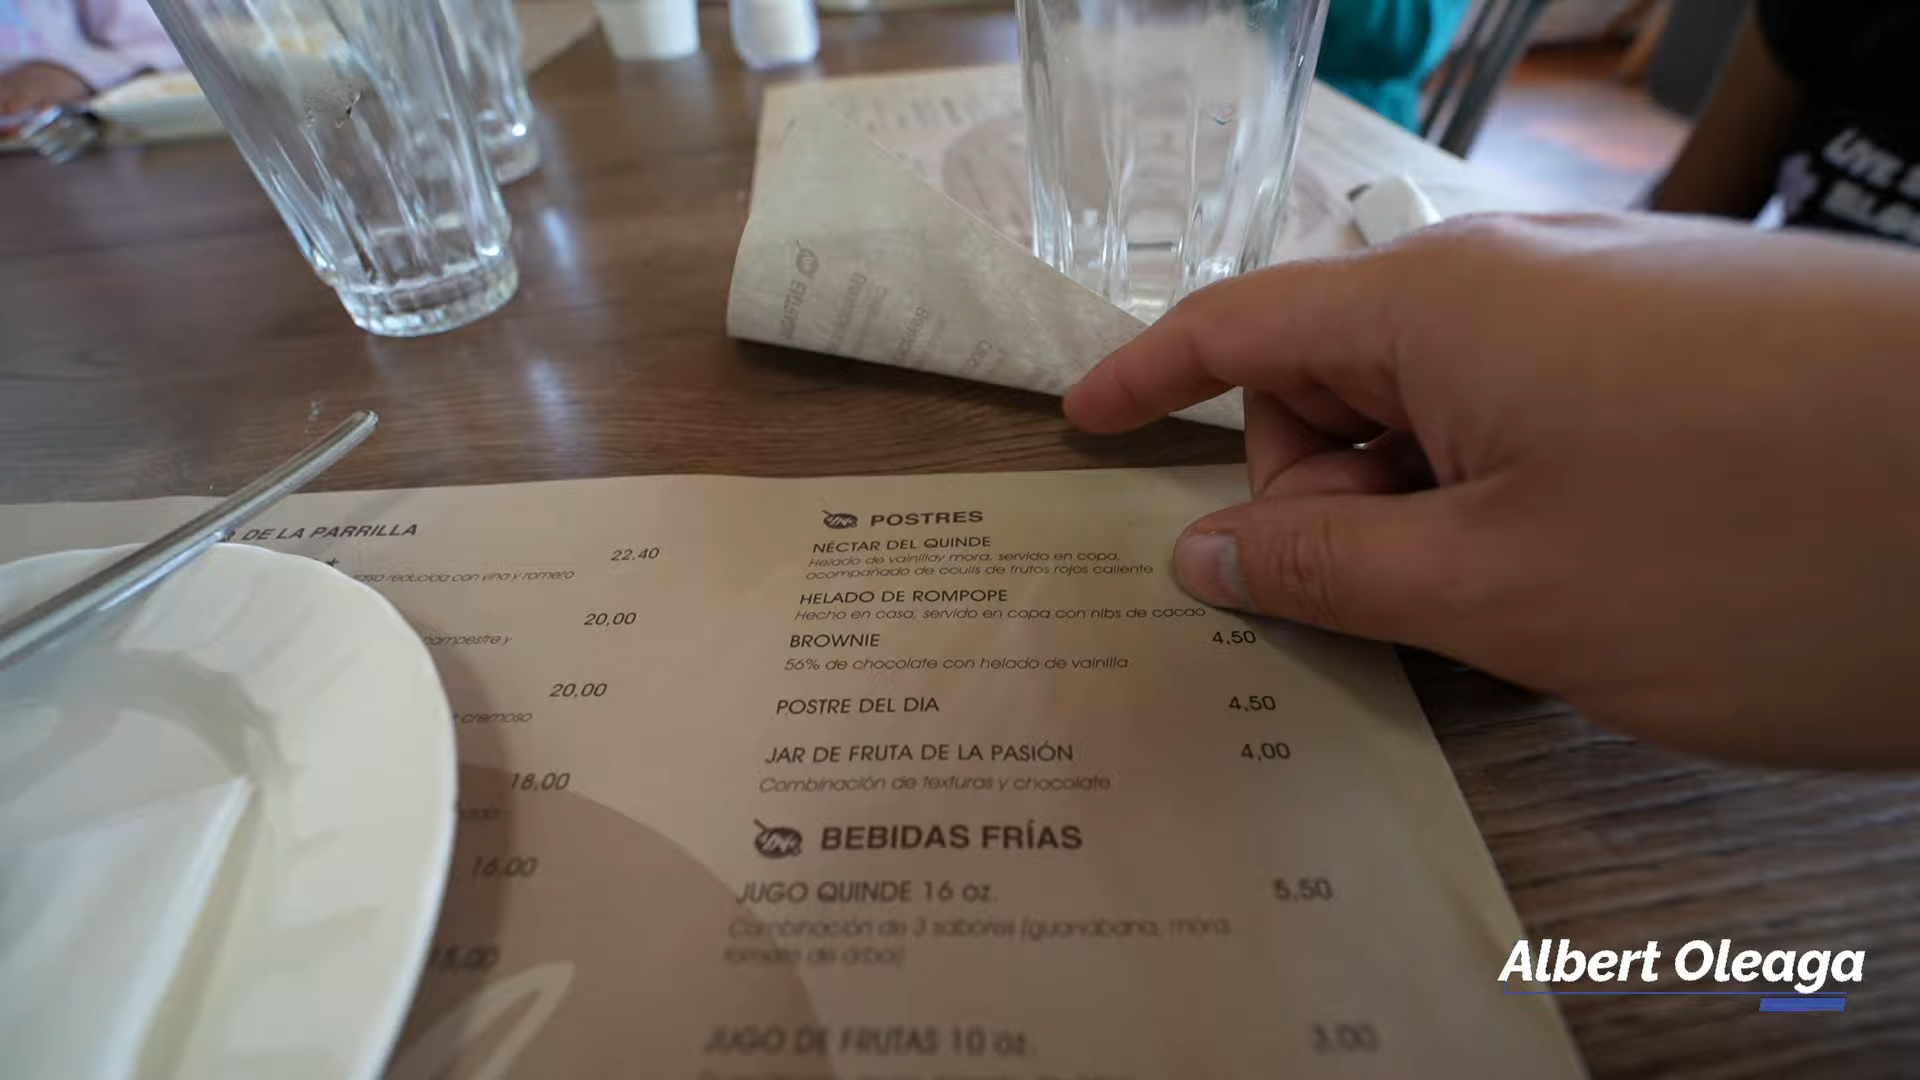 DE LA PARRILLA
22.40
reducida con vino y romero
20,00
campestre y
20,00
cremoso
18.00
16.00
15.00
POSTRES
NÉCTAR DEL QUINDE
Helado de vainillay mora, servido en copa,
acompañado de coulis de frutos rojos caliente
HELADO DE ROMPOPE
Hecho en casa, servido en copa con nibs de cacao
BROWNIE 4,50
56% de chocolate con helado de vainilla
POSTRE DEL DIA 4,50
JAR DE FRUTA DE LA PASIÓN 4,00
Combinación de texturas y chocolate
BEBIDAS FRÍAS
JUGO QUINDE 16 oz. 5,50
Combinación de 3 sabores (guanábana, mora,
tomate de árbol)
JUGO DE FRUTAS 10 oz. 3.00
Albert Oleaga